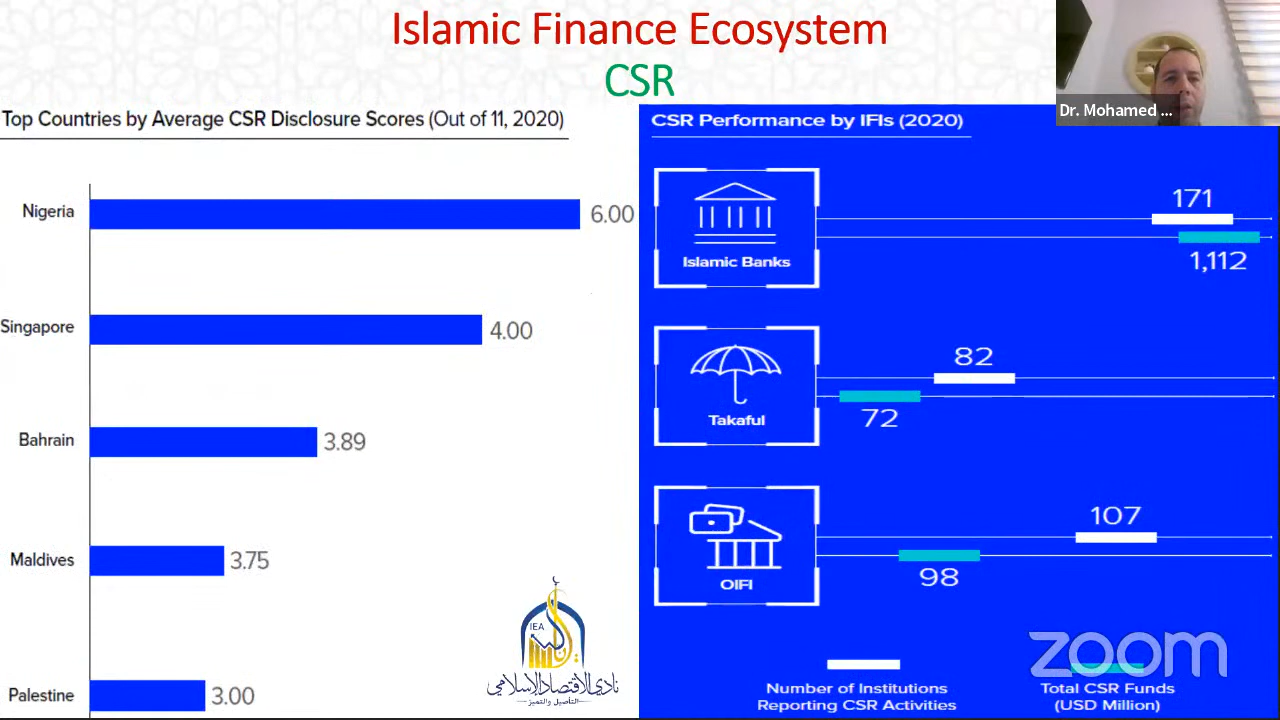 Islamic Finance Ecosystem
CSR
Dr. Mohamed ...
Top Countries by Average CSR Disclosure Scores (Out of 11, 2020)
Nigeria
6.00
Singapore
4.00
Bahrain
3.89
Maldives
3.75
Palestine
3.00
IEA
نادي الاقتصاد الإسلامي
التأصيل والتميز
CSR Performance by IFIs (2020)
Islamic Banks
171
1,112
Takaful
82
72
OIFI
107
98
Number of Institutions
Reporting CSR Activities
Total CSR Funds
(USD Million)
zoom